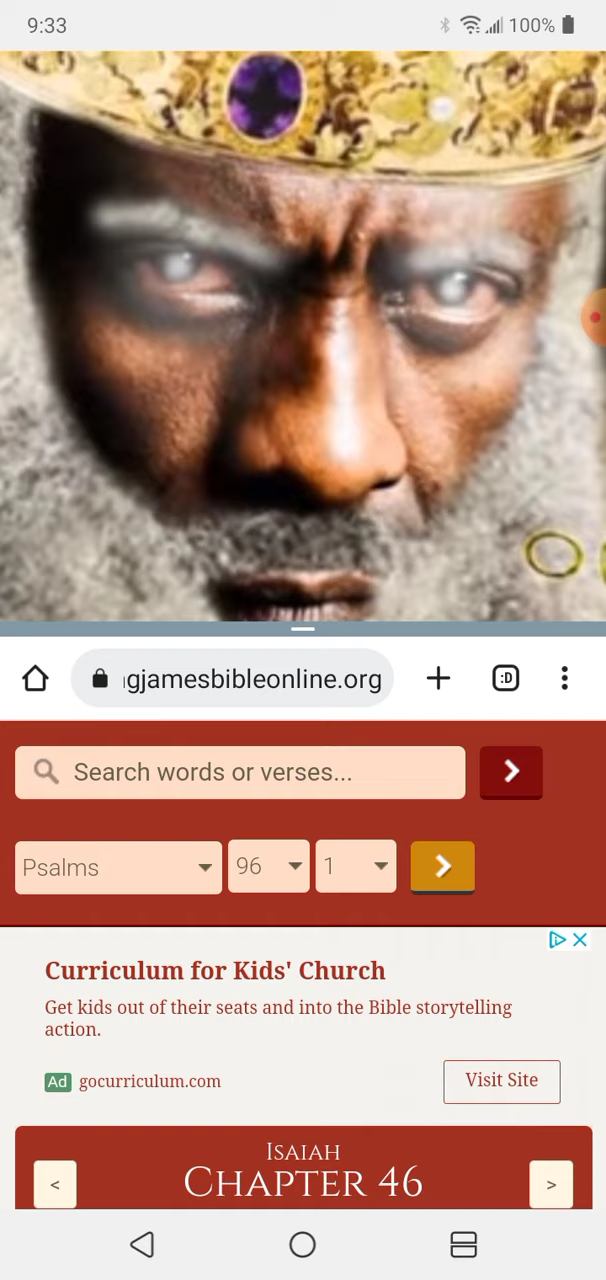 9:33
100%
ngjamesbibleonline.org
:D
Search words or verses...
Psalms
96
1
Curriculum for Kids' Church
Get kids out of their seats and into the Bible storytelling
action.
Ad gocurriculum.com
Visit Site
Isaiah
Chapter 46
<
>